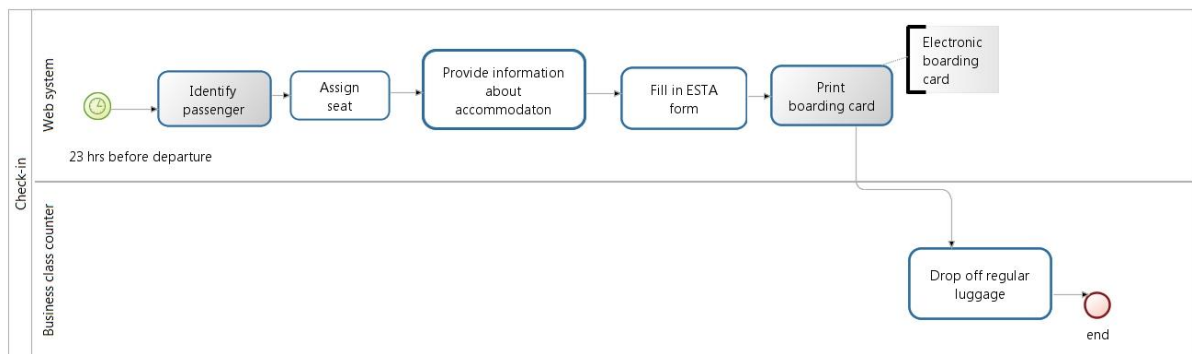 Check-in
Web system
23 hrs before departure
Identify
passenger
Assign
seat
Provide information
about
accommodaton
Fill in ESTA
form
Print
boarding card
Electronic
boarding
card
Business class counter
Drop off regular
luggage
end